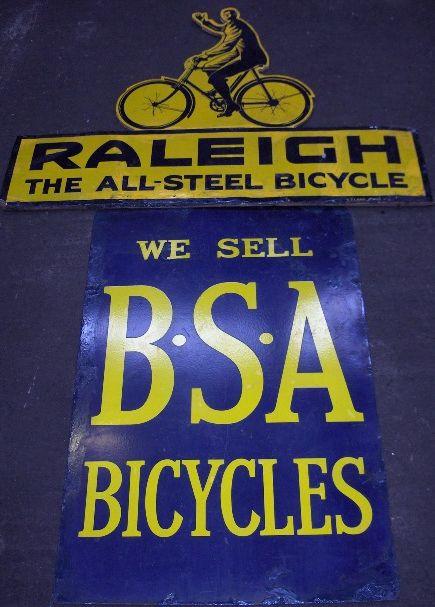 RALEIGH
THE ALL-STEEL BICYCLE
WE SELL
B·S·A
BICYCLES